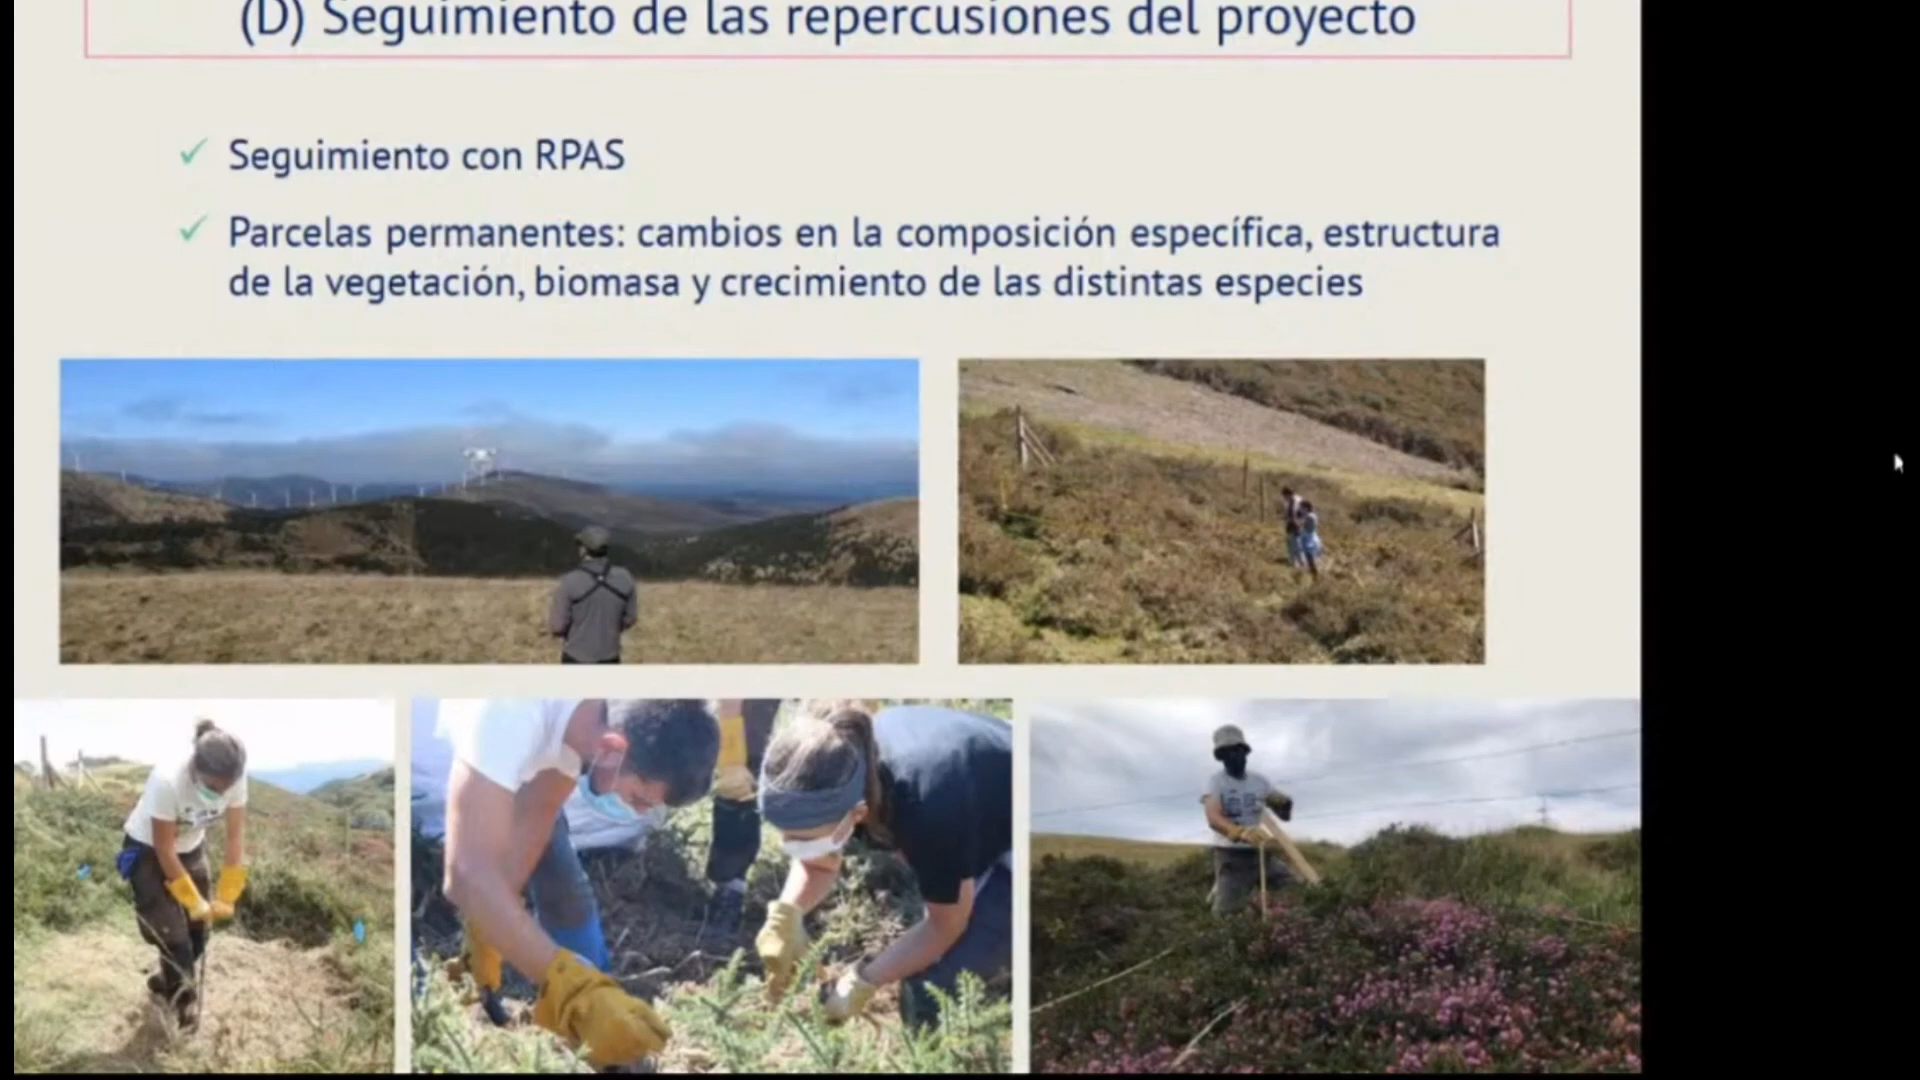 (D) Seguimiento de las repercusiones del proyecto
Seguimiento con RPAS
Parcelas permanentes: cambios en la composición específica, estructura
de la vegetación, biomasa y crecimiento de las distintas especies